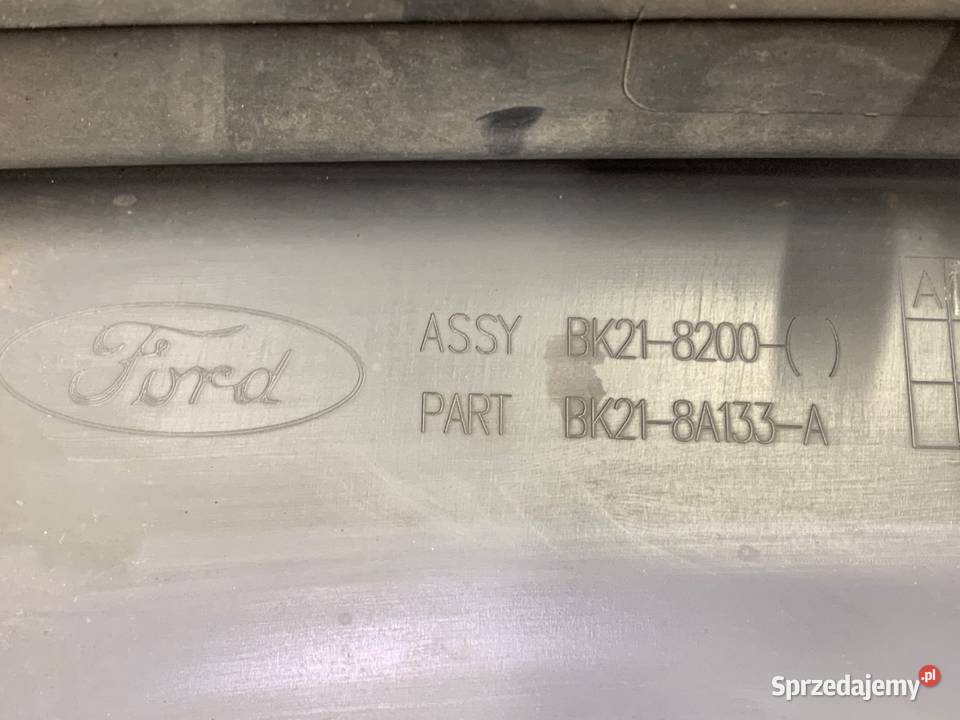 Ford
ASSY BK21-8200-( )
PART BK21-8A133-A
A
Sprzedajemy.pl